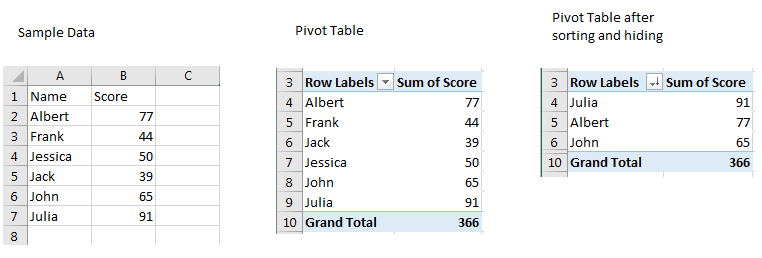 Sample Data
A B C
1 Name Score
2 Albert 77
3 Frank 44
4 Jessica 50
5 Jack 39
6 John 65
7 Julia 91
8
Pivot Table
3 Row Labels Sum of Score
4 Albert 77
5 Frank 44
6 Jack 39
7 Jessica 50
8 John 65
9 Julia 91
10 Grand Total 366
Pivot Table after
sorting and hiding
3 Row Labels Sum of Score
4 Julia 91
5 Albert 77
6 John 65
10 Grand Total 366